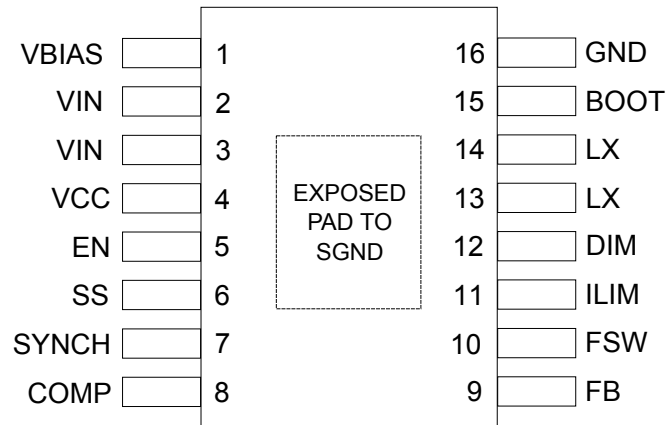 VBIAS 1 16 GND
VIN 2 15 BOOT
VIN 3 14 LX
VCC 4 13 LX
EN 5 12 DIM
SS 6 11 ILIM
SYNCH 7 10 FSW
COMP 8 9 FB
EXPOSED
PAD TO
SGND